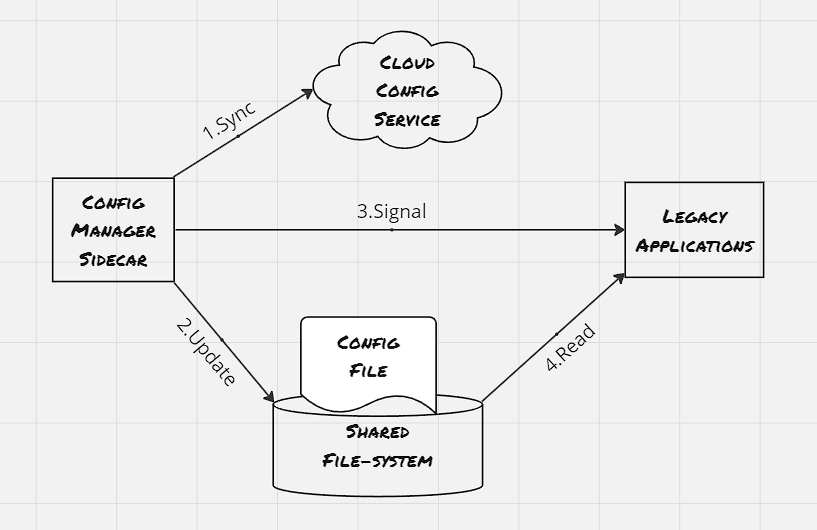 Cloud
Config
Service
1.Sync
Config
Manager
Sidecar
3.Signal
Legacy
Applications
2.Update
Config
File
4.Read
Shared
File-system